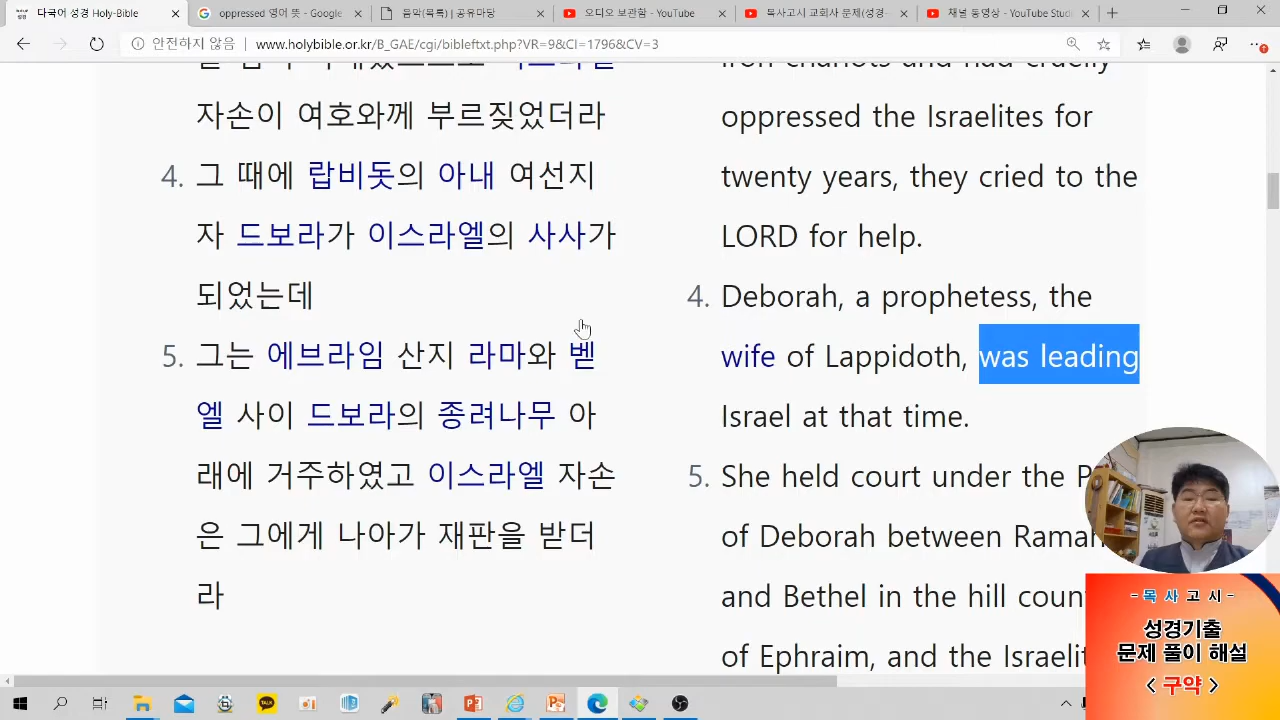 다국어 성경 Holy-Bible
oppressed 영어 뜻 - Google
음악(목록) | 공유마당
오디오 보관함 - YouTube
목사고시 교회사 문제(성경
채널 동영상 - YouTube Stud
안전하지 않음
www.holybible.or.kr/B_GAE/cgi/bibleftxt.php?VR=9&CI=1796&CV=3
자손이 여호와께 부르짖었더라
4. 그 때에 랍비돗의 아내 여선지
자 드보라가 이스라엘의 사사가
되었는데
5. 그는 에브라임 산지 라마와 벧
엘 사이 드보라의 종려나무 아
래에 거주하였고 이스라엘 자손
은 그에게 나아가 재판을 받더
라
iron chariots and had cruelly
oppressed the Israelites for
twenty years, they cried to the
LORD for help.
4. Deborah, a prophetess, the
wife of Lappidoth, was leading
Israel at that time.
5. She held court under the P
of Deborah between Ramah
and Bethel in the hill coun
of Ephraim, and the Israelit
- 목 사 고 시 -
성경기출
문제 풀이 해설
< 구약 >
TALK